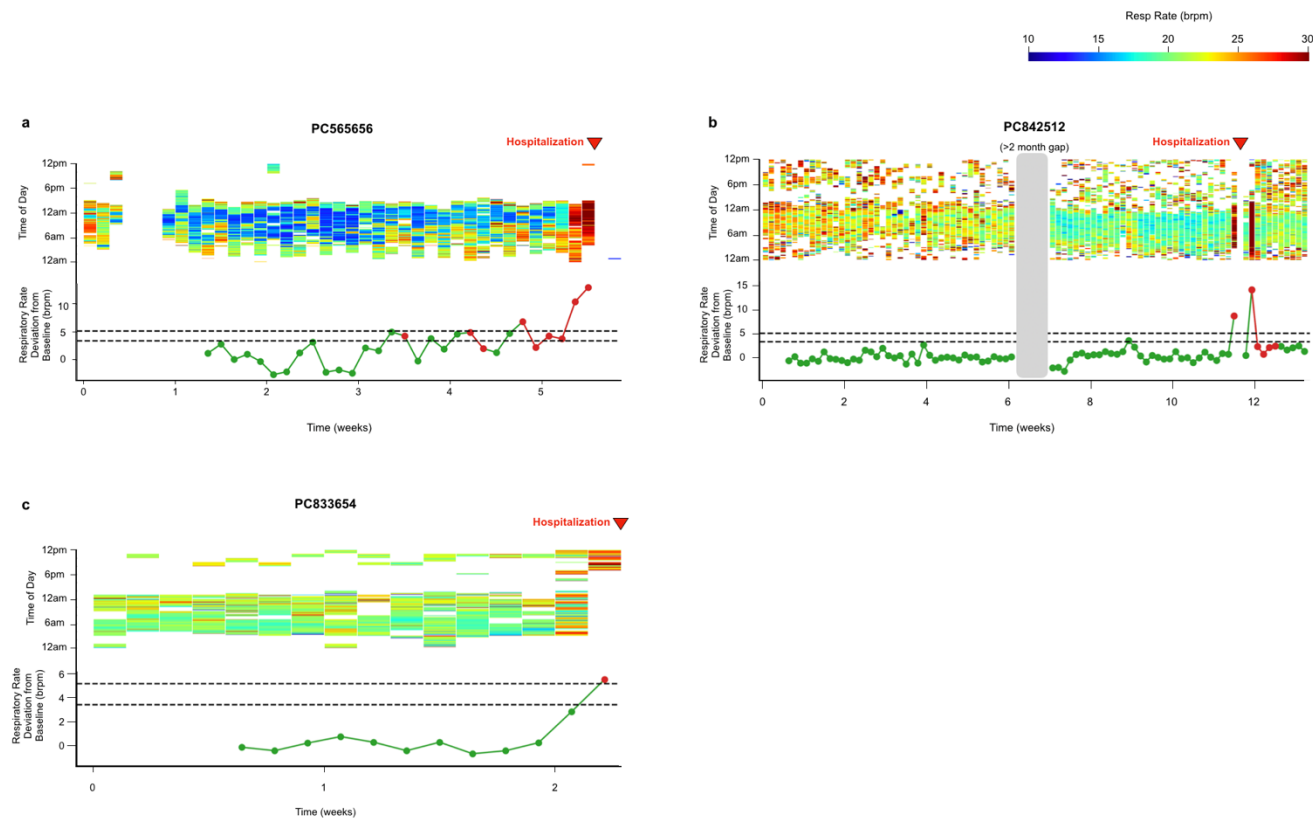 Resp Rate (brpm)
10 15 20 25 30
a
PC565656
Hospitalization
12pm
6pm
12am
6am
12am
Time of Day
10
5
0
Respiratory Rate
Deviation from
Baseline (brpm)
0 1 2 3 4 5
Time (weeks)
b
PC842512
(>2 month gap)
Hospitalization
12pm
6pm
12am
6am
12am
Time of Day
15
10
5
0
Respiratory Rate
Deviation from
Baseline (brpm)
0 2 4 6 8 10 12
Time (weeks)
c
PC833654
Hospitalization
12pm
6pm
12am
6am
12am
Time of Day
6
4
2
0
Respiratory Rate
Deviation from
Baseline (brpm)
0 1 2
Time (weeks)